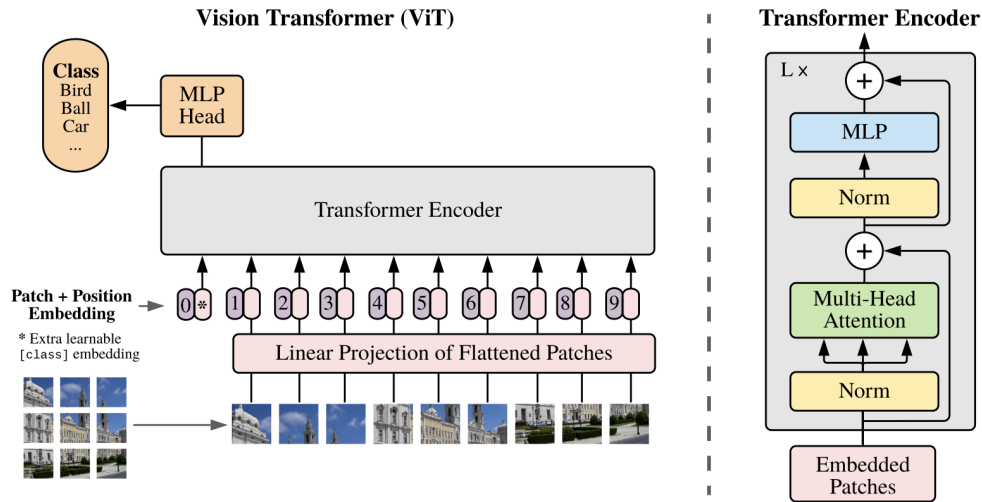 Vision Transformer (ViT)
Class
Bird
Ball
Car
...
MLP
Head
Transformer Encoder
Patch + Position
Embedding
0 * 1 2 3 4 5 6 7 8 9
* Extra learnable
[class] embedding
Linear Projection of Flattened Patches
Transformer Encoder
L ×
+
MLP
Norm
+
Multi-Head
Attention
Norm
Embedded
Patches